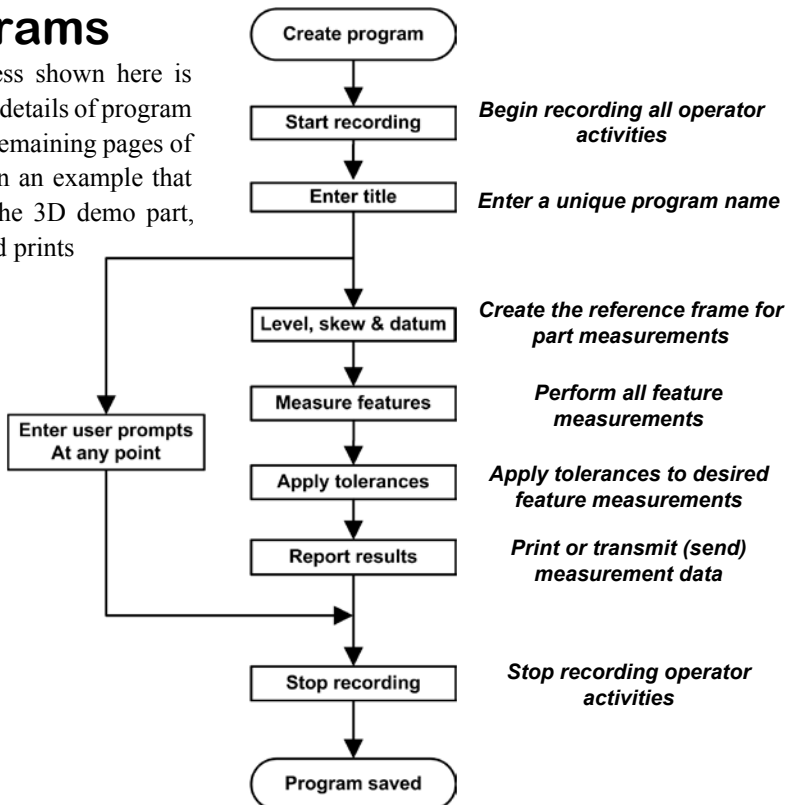 rams
ess shown here is
details of program
emaining pages of
n an example that
he 3D demo part,
d prints
Create program
Start recording
Begin recording all operator
activities
Enter title
Enter a unique program name
Level, skew & datum
Create the reference frame for
part measurements
Measure features
Perform all feature
measurements
Enter user prompts
At any point
Apply tolerances
Apply tolerances to desired
feature measurements
Report results
Print or transmit (send)
measurement data
Stop recording
Stop recording operator
activities
Program saved